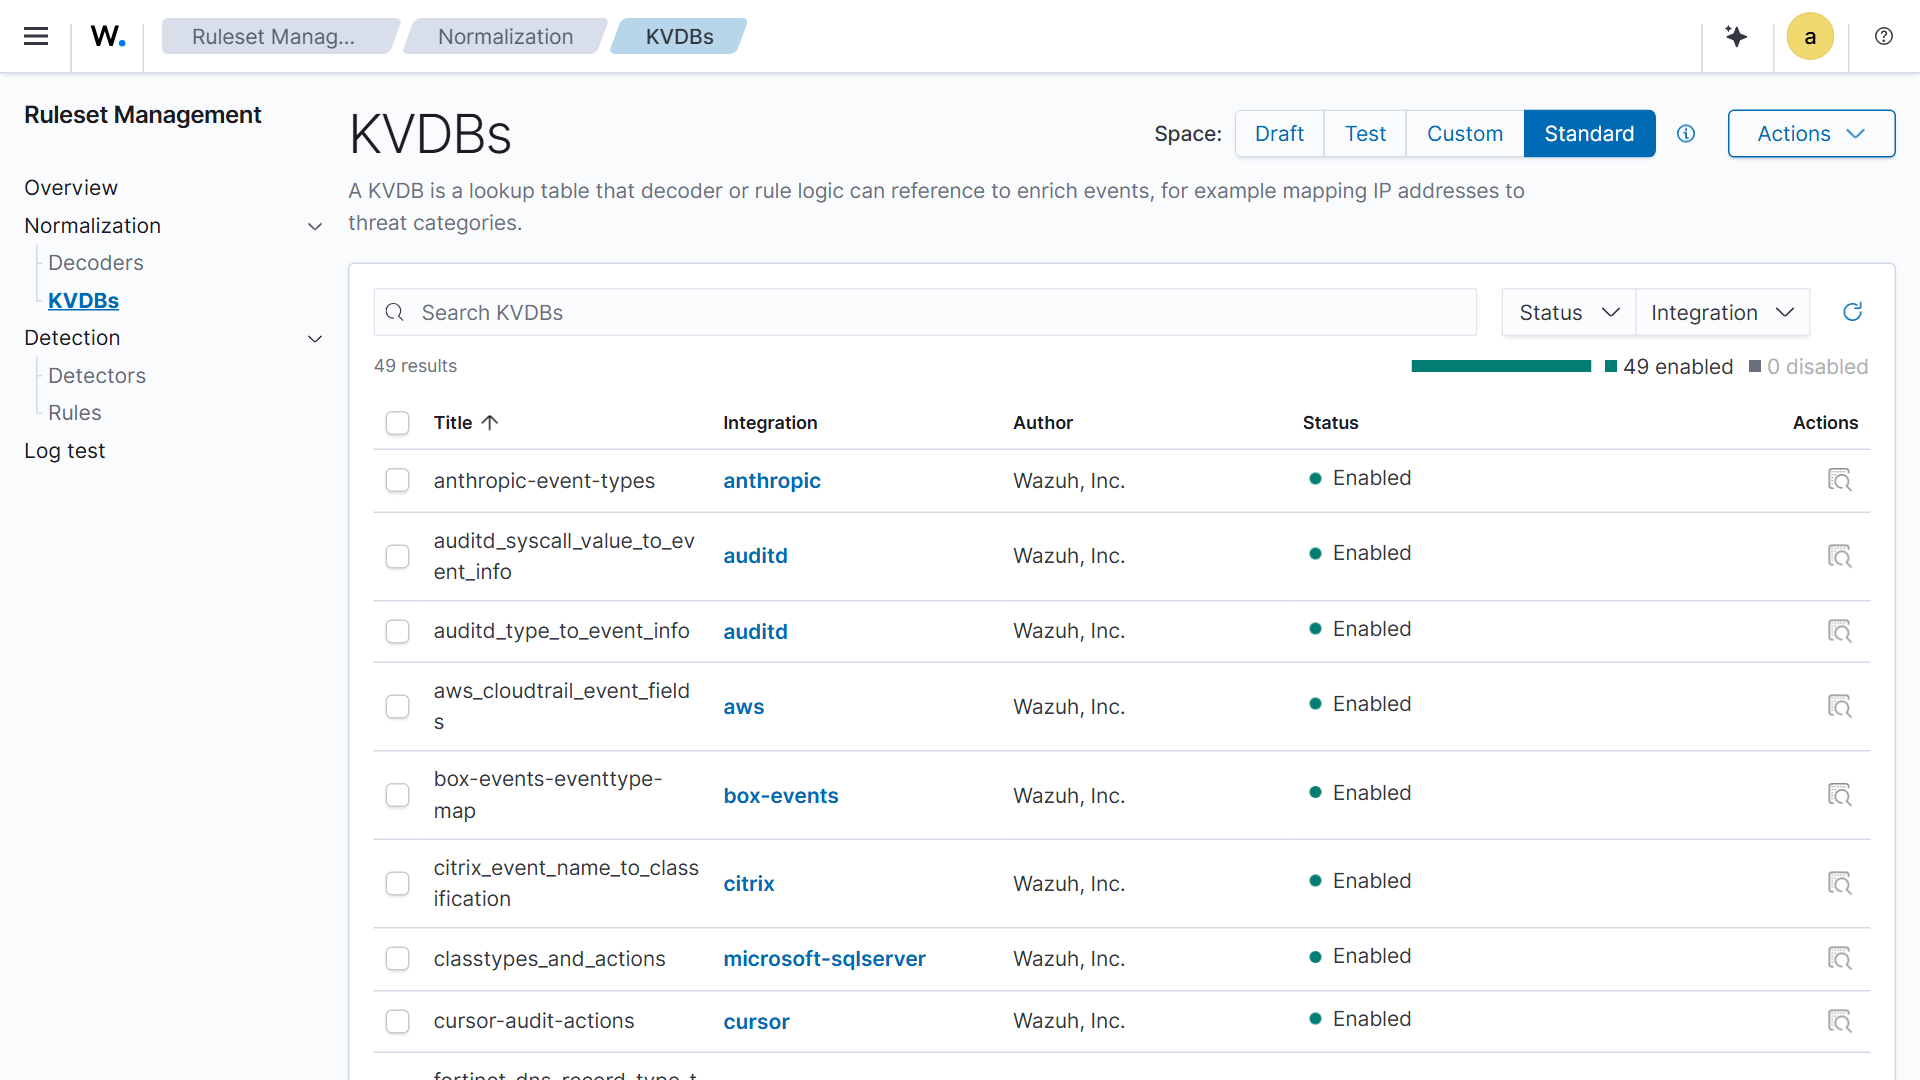 W.
Ruleset Manag...
Normalization
KVDBs
a
Ruleset Management
Overview
Normalization
Decoders
KVDBs
Detection
Detectors
Rules
Log test
KVDBs
Space:
Draft
Test
Custom
Standard
Actions
A KVDB is a lookup table that decoder or rule logic can reference to enrich events, for example mapping IP addresses to
threat categories.
Search KVDBs
Status
Integration
49 results
49 enabled
0 disabled
Title
Integration
Author
Status
Actions
anthropic-event-types
anthropic
Wazuh, Inc.
Enabled
auditd_syscall_value_to_ev
ent_info
auditd
Wazuh, Inc.
Enabled
auditd_type_to_event_info
auditd
Wazuh, Inc.
Enabled
aws_cloudtrail_event_field
s
aws
Wazuh, Inc.
Enabled
box-events-eventtype-
map
box-events
Wazuh, Inc.
Enabled
citrix_event_name_to_class
ification
citrix
Wazuh, Inc.
Enabled
classtypes_and_actions
microsoft-sqlserver
Wazuh, Inc.
Enabled
cursor-audit-actions
cursor
Wazuh, Inc.
Enabled
fortinet_dns_record_type_t